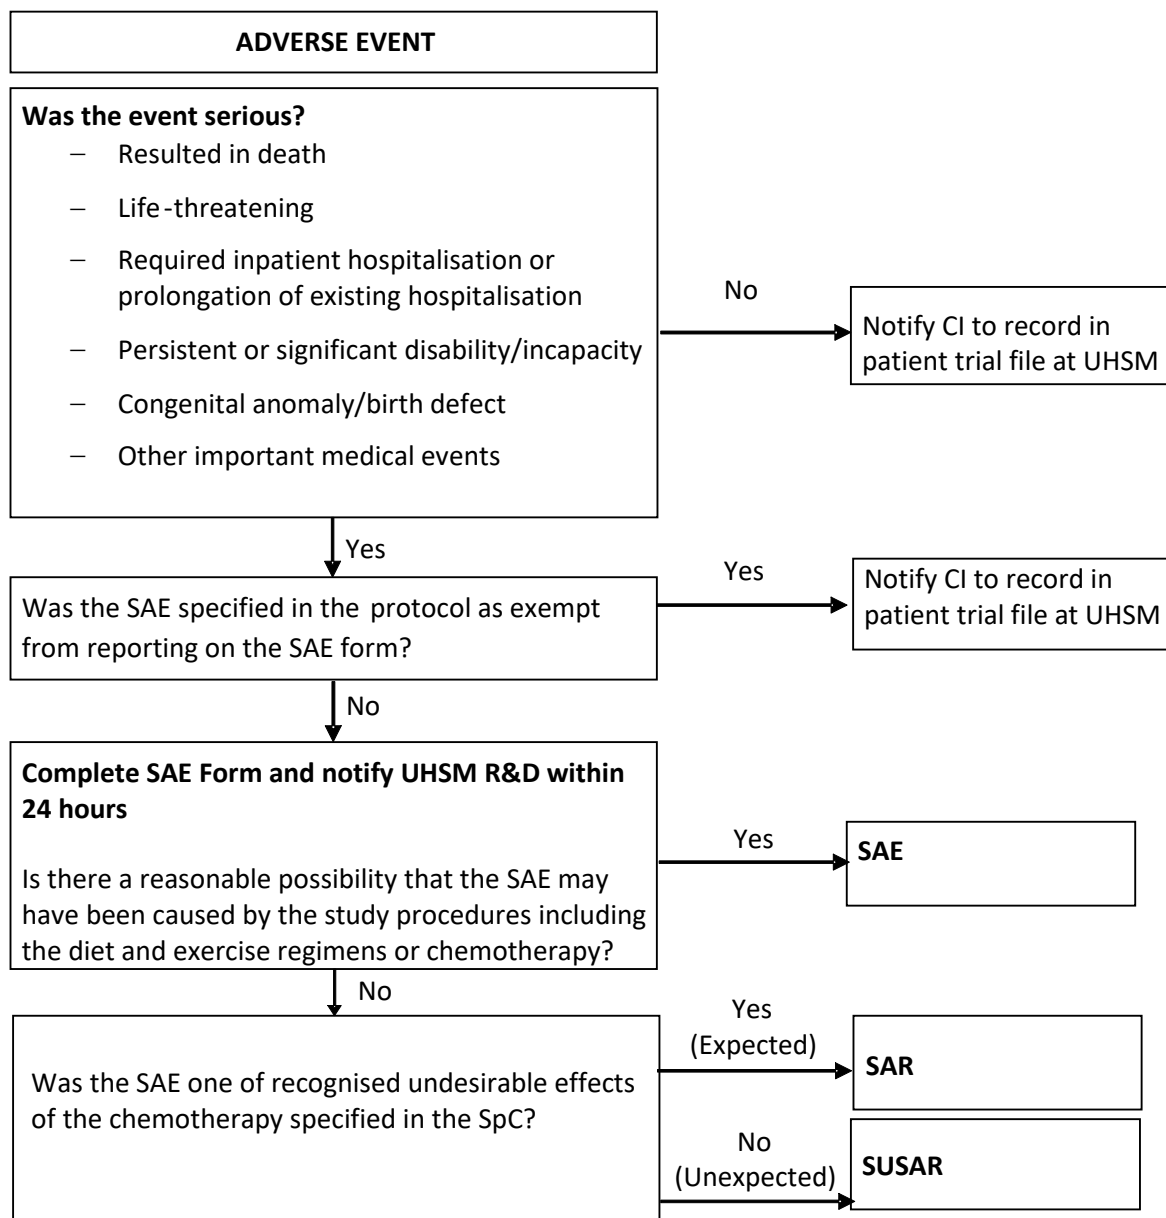 ADVERSE EVENT
Was the event serious?
– Resulted in death
– Life-threatening
– Required inpatient hospitalisation or
prolongation of existing hospitalisation
– Persistent or significant disability/incapacity
– Congenital anomaly/birth defect
– Other important medical events
No
Notify CI to record in
patient trial file at UHSM
Yes
Was the SAE specified in the protocol as exempt
from reporting on the SAE form?
Yes
Notify CI to record in
patient trial file at UHSM
No
Complete SAE Form and notify UHSM R&D within
24 hours
Is there a reasonable possibility that the SAE may
have been caused by the study procedures including
the diet and exercise regimens or chemotherapy?
Yes
SAE
No
Was the SAE one of recognised undesirable effects
of the chemotherapy specified in the SpC?
Yes
(Expected)
SAR
No
(Unexpected)
SUSAR